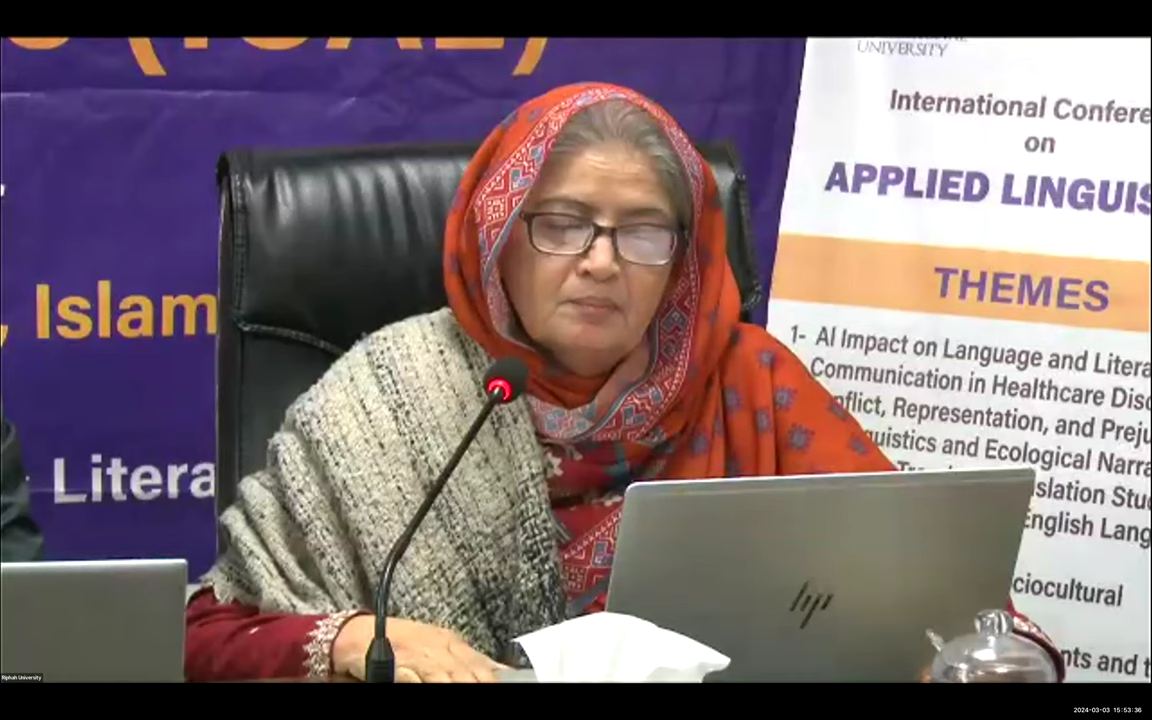 Islam
Litera
UNIVERSITY
International Confere
on
APPLIED LINGUIS
THEMES
1- AI Impact on Language and Litera
Communication in Healthcare Disc
nflict, Representation, and Preju
guistics and Ecological Narra
slation Stu
English Lang
ciocultural
nts and t
hp
Riphah University
2024-03-03 15:53:36